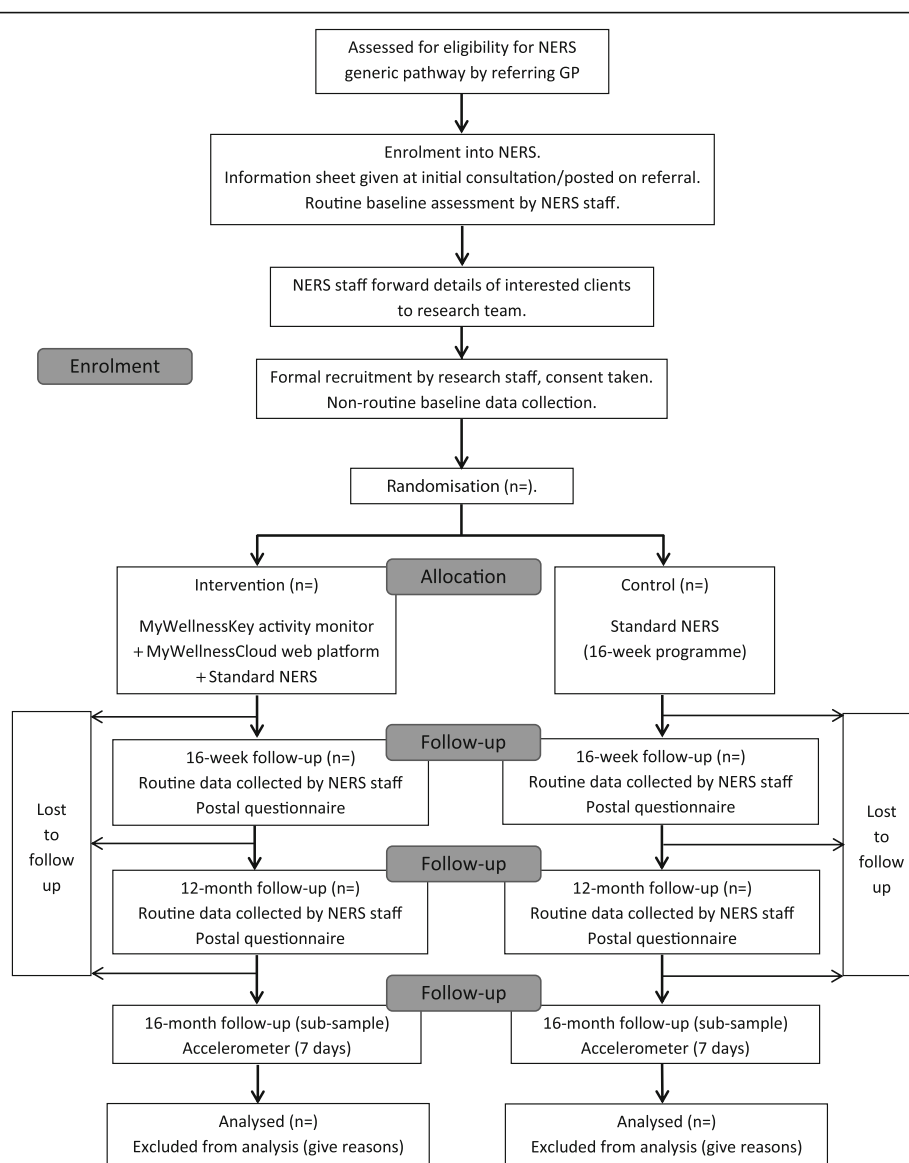 Assessed for eligibility for NERS
generic pathway by referring GP
Enrolment into NERS.
Information sheet given at initial consultation/posted on referral.
Routine baseline assessment by NERS staff.
NERS staff forward details of interested clients
to research team.
Enrolment
Formal recruitment by research staff, consent taken.
Non-routine baseline data collection.
Randomisation (n=).
Allocation
Intervention (n=)
MyWellnessKey activity monitor
+MyWellnessCloud web platform
+Standard NERS
Control (n=)
Standard NERS
(16-week programme)
Lost
to
follow
up
Follow-up
16-week follow-up (n=)
Routine data collected by NERS staff
Postal questionnaire
16-week follow-up (n=)
Routine data collected by NERS staff
Postal questionnaire
Lost
to
follow
up
Follow-up
12-month follow-up (n=)
Routine data collected by NERS staff
Postal questionnaire
12-month follow-up (n=)
Routine data collected by NERS staff
Postal questionnaire
Follow-up
16-month follow-up (sub-sample)
Accelerometer (7 days)
16-month follow-up (sub-sample)
Accelerometer (7 days)
Analysed (n=)
Excluded from analysis (give reasons)
Analysed (n=)
Excluded from analysis (give reasons)